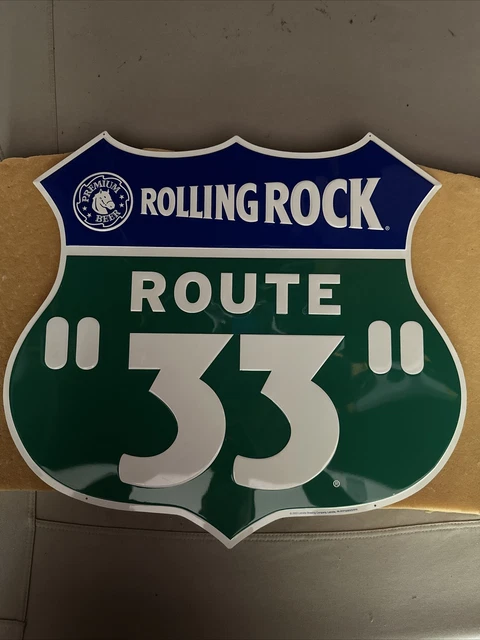 PREMIUM
BEER
ROLLING ROCK®
ROUTE
"33"
®